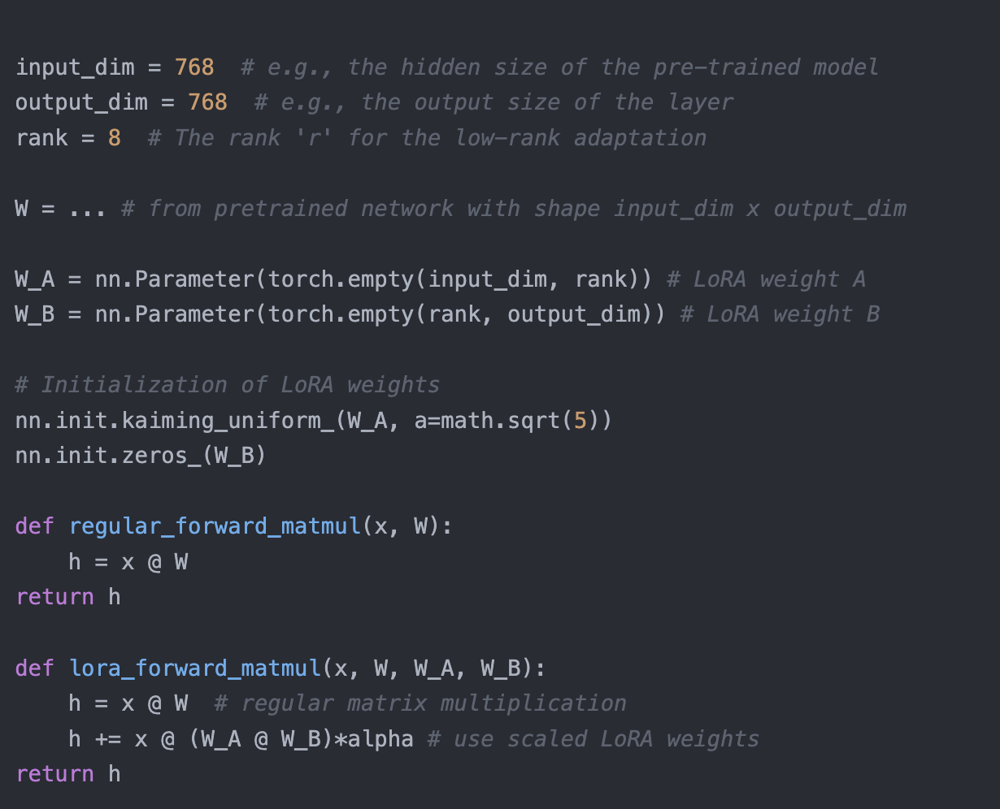 input_dim = 768  # e.g., the hidden size of the pre-trained model
output_dim = 768  # e.g., the output size of the layer
rank = 8  # The rank 'r' for the low-rank adaptation
W = ... # from pretrained network with shape input_dim x output_dim
W_A = nn.Parameter(torch.empty(input_dim, rank)) # LoRA weight A
W_B = nn.Parameter(torch.empty(rank, output_dim)) # LoRA weight B
# Initialization of LoRA weights
nn.init.kaiming_uniform_(W_A, a=math.sqrt(5))
nn.init.zeros_(W_B)
def regular_forward_matmul(x, W):
    h = x @ W
return h
def lora_forward_matmul(x, W, W_A, W_B):
    h = x @ W  # regular matrix multiplication
    h += x @ (W_A @ W_B)*alpha # use scaled LoRA weights
return h